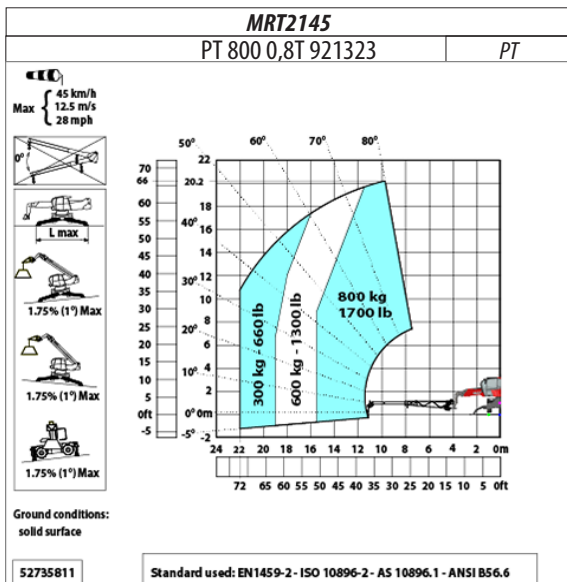 MRT2145
PT 800 0,8T 921323
PT
Max { 45 km/h
12.5 m/s
28 mph
0°
L max
1.75% (1°) Max
1.75% (1°) Max
1.75% (1°) Max
Ground conditions:
solid surface
50° 60° 70° 80°
40°
30°
20°
10°
0°
-5°
70
66
60
55
50
45
40
35
30
25
20
15
10
5
0ft
-5
22
20.2
18
16
14
12
10
8
6
4
2
0m
-2
300 kg - 660 lb
600 kg - 1300 lb
800 kg
1700 lb
24 22 20 18 16 14 12 10 8 6 4 2 0m
72 65 60 55 50 45 40 35 30 25 20 15 10 5 0ft
52735811
Standard used: EN1459-2 - ISO 10896-2 - AS 10896.1 - ANSI B56.6